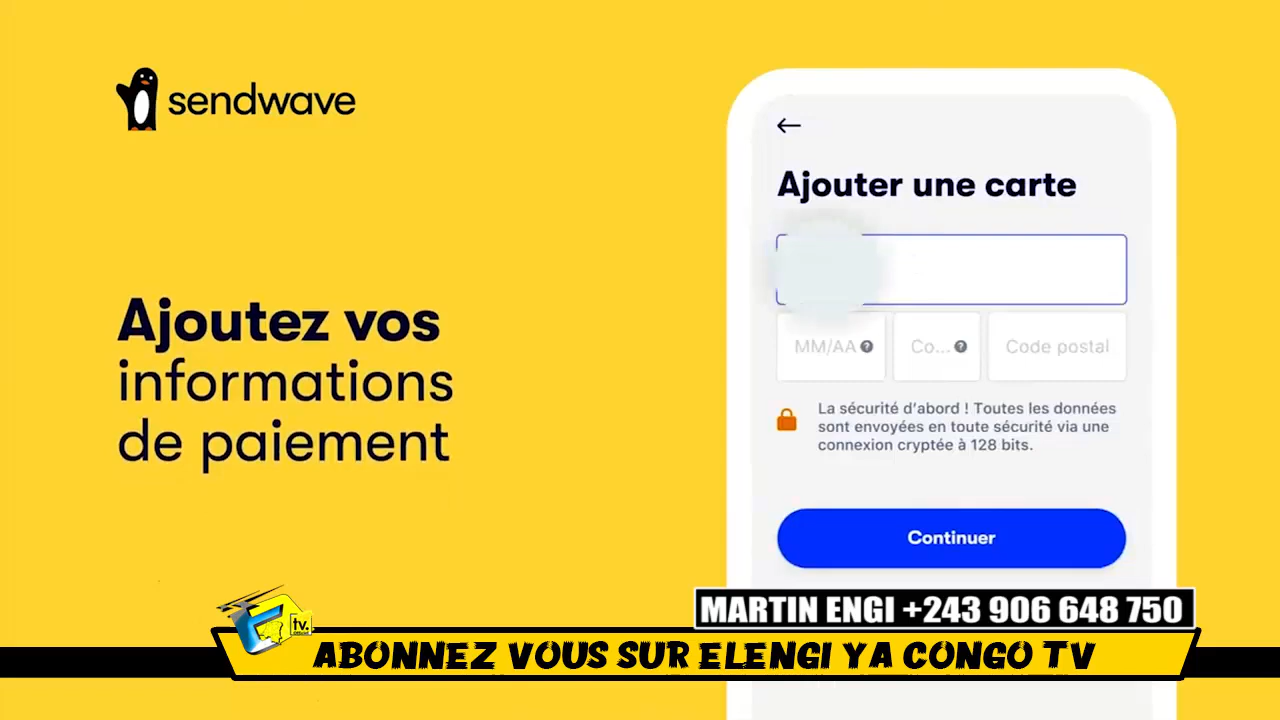 sendwave
Ajoutez vos
informations
de paiement
Ajouter une carte
MM/AA ?
Co... ?
Code postal
La sécurité d'abord ! Toutes les données
sont envoyées en toute sécurité via une
connexion cryptée à 128 bits.
Continuer
MARTIN ENGI +243 906 648 750
tv.
ABONNEZ VOUS SUR ELENGI YA CONGO TV